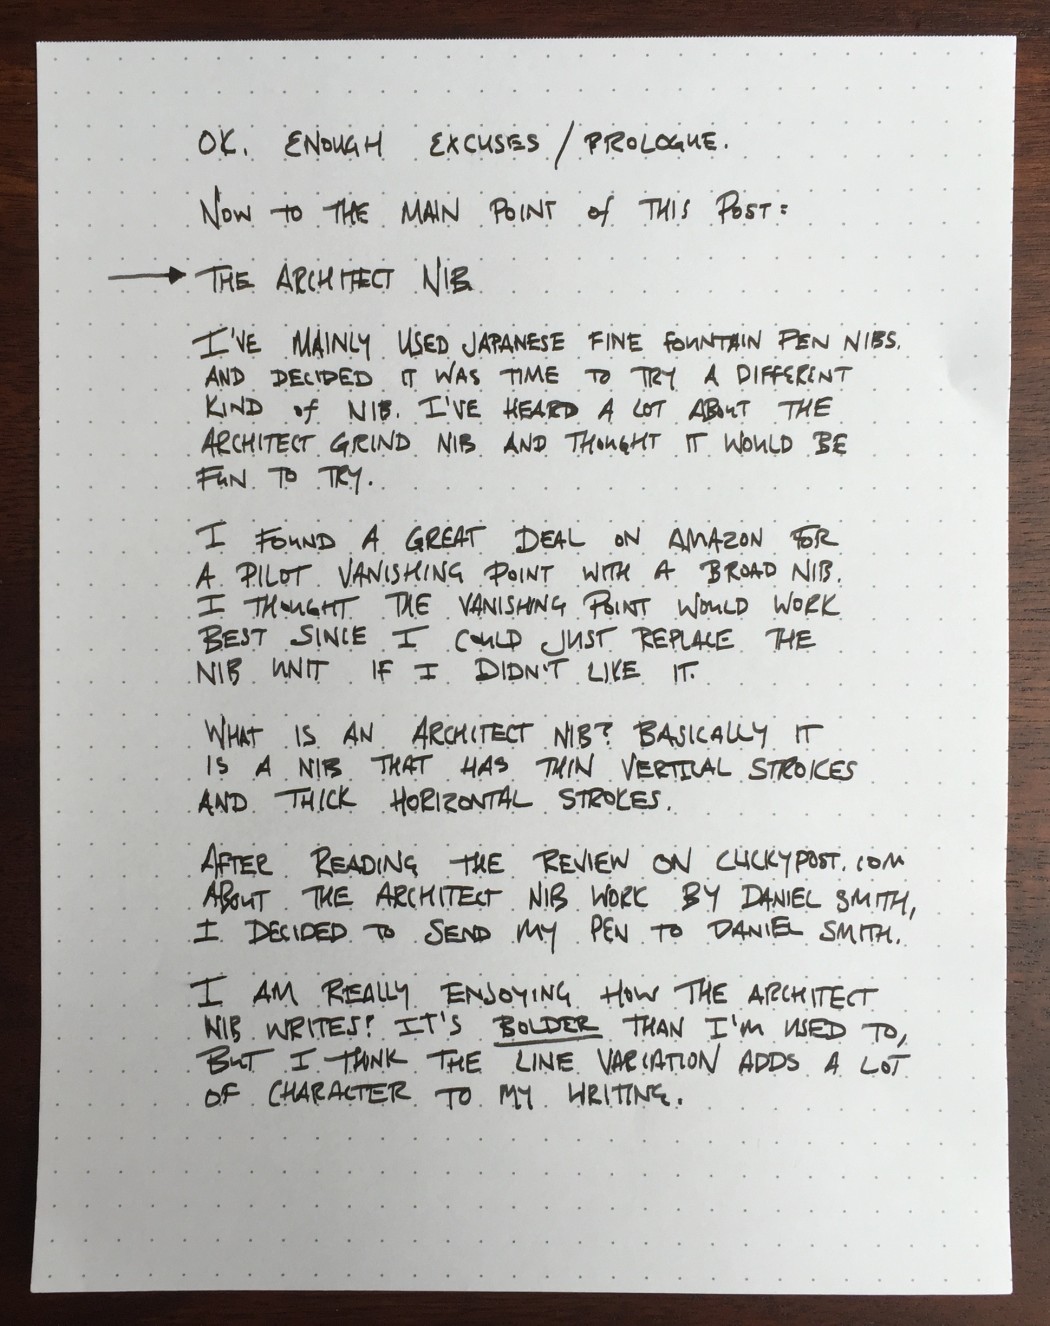 OK. ENOUGH EXCUSES / PROLOGUE.
NOW TO THE MAIN POINT of THIS POST:
→ THE ARCHITECT NIB
I'VE MAINLY USED JAPANESE FINE FOUNTAIN PEN NIBS.
AND DECIDED IT WAS TIME TO TRY A DIFFERENT
KIND of NIB. I'VE HEARD A LOT ABOUT THE
ARCHITECT GRIND NIB AND THOUGHT IT WOULD BE
FUN TO TRY.
I FOUND A GREAT DEAL ON AMAZON FOR
A PILOT VANISHING POINT WITH A BROAD NIB.
I THOUGHT THE VANISHING POINT WOULD WORK
BEST SINCE I COULD JUST REPLACE THE
NIB UNIT IF I DIDN'T LIKE IT.
WHAT IS AN ARCHITECT NIB? BASICALLY IT
IS A NIB THAT HAS THIN VERTICAL STROKES
AND THICK HORIZONTAL STROKES.
AFTER READING THE REVIEW ON CLICKYPOST.COM
ABOUT THE ARCHITECT NIB WORK BY DANIEL SMITH,
I DECIDED TO SEND MY PEN TO DANIEL SMITH.
I AM REALLY ENJOYING HOW THE ARCHITECT
NIB WRITES! IT'S BOLDER THAN I'M USED TO,
BUT I THINK THE LINE VARIATION ADDS A LOT
OF CHARACTER TO MY WRITING.